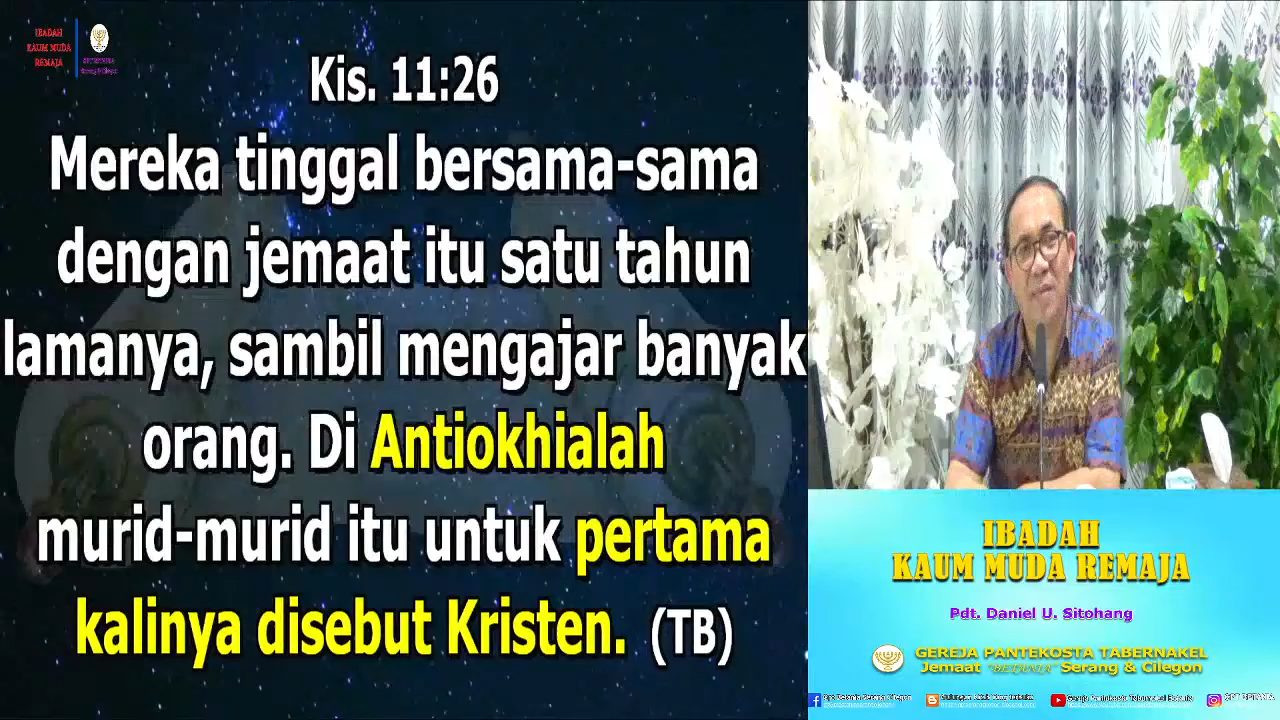 IBADAH
KAUM MUDA
REMAJA
Kis. 11:26
Mereka tinggal bersama-sama
dengan jemaat itu satu tahun
lamanya, sambil mengajar banyak
orang. Di Antiokhialah
murid-murid itu untuk pertama
kalinya disebut Kristen. (TB)
IBADAH
KAUM MUDA REMAJA
Pdt. Daniel U. Sitohang
GEREJA PANTEKOSTA TABERNAKEL
Jemaat "BETANIA" Serang & Cilegon